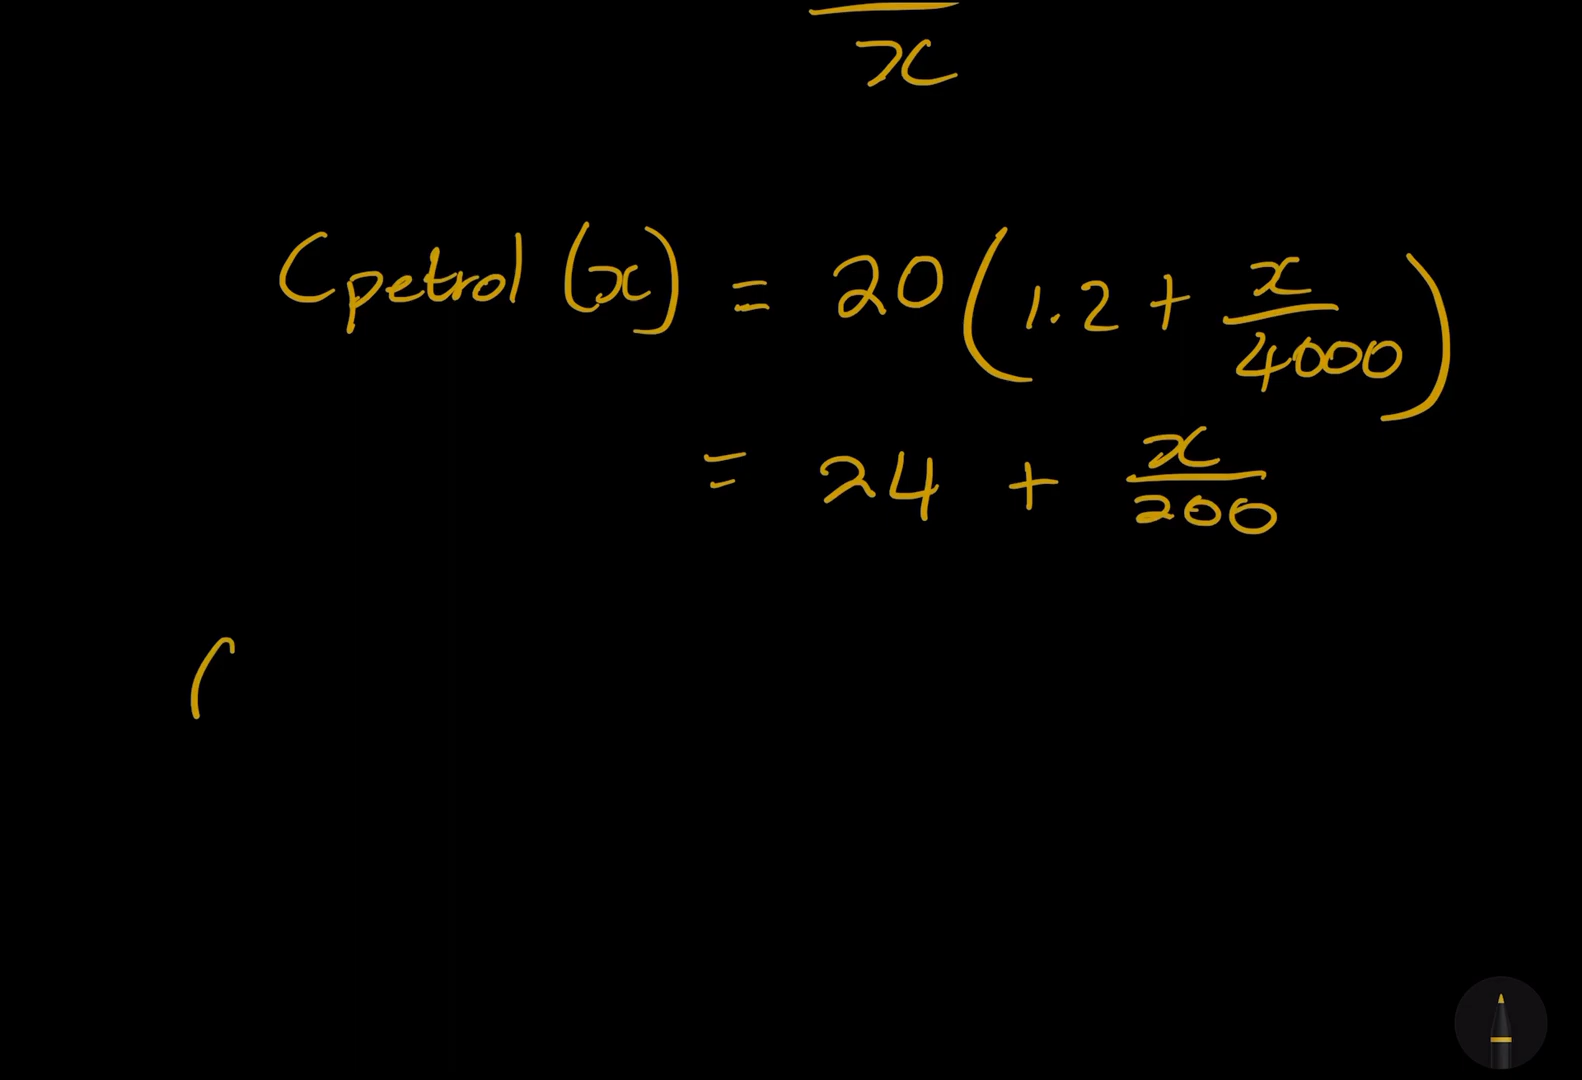 x
Cpetrol (x) = 20(1.2 + x/4000)
= 24 + x/200
(